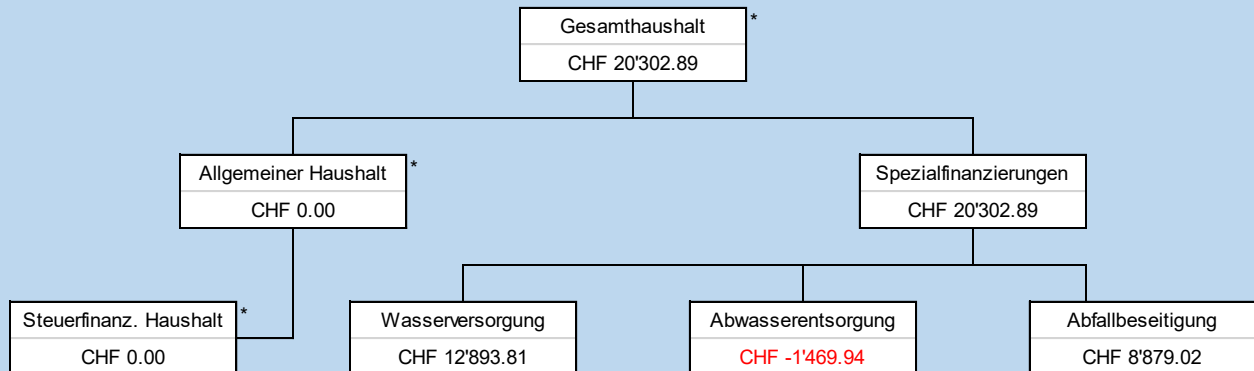 Gesamthaushalt *
CHF 20'302.89
Allgemeiner Haushalt *
CHF 0.00
Spezialfinanzierungen
CHF 20'302.89
Steuerfinanz. Haushalt *
CHF 0.00
Wasserversorgung
CHF 12'893.81
Abwasserentsorgung
CHF -1'469.94
Abfallbeseitigung
CHF 8'879.02